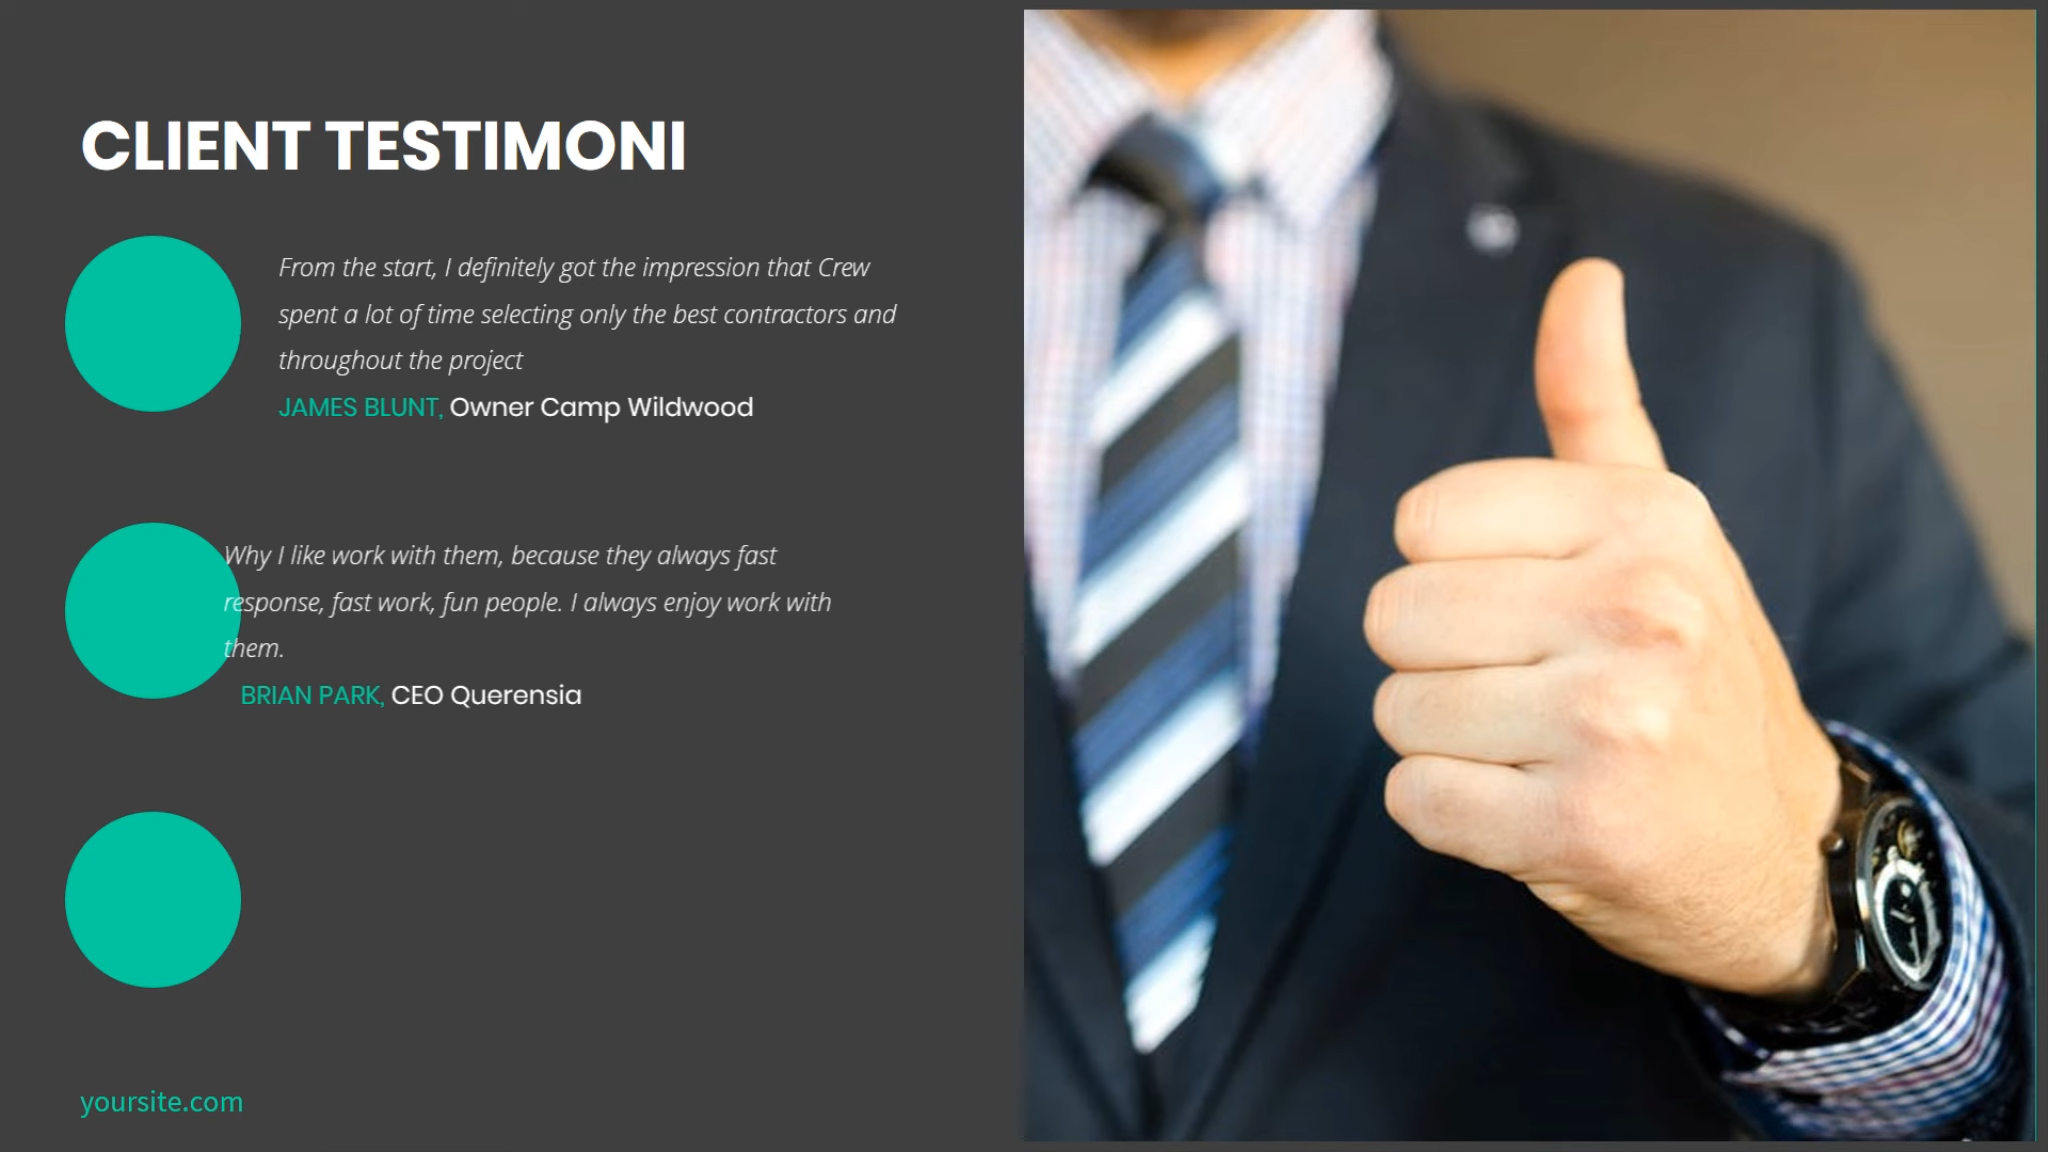 CLIENT TESTIMONI
From the start, I definitely got the impression that Crew
spent a lot of time selecting only the best contractors and
throughout the project
JAMES BLUNT, Owner Camp Wildwood
Why I like work with them, because they always fast
response, fast work, fun people. I always enjoy work with
them.
BRIAN PARK, CEO Querensia
yoursite.com